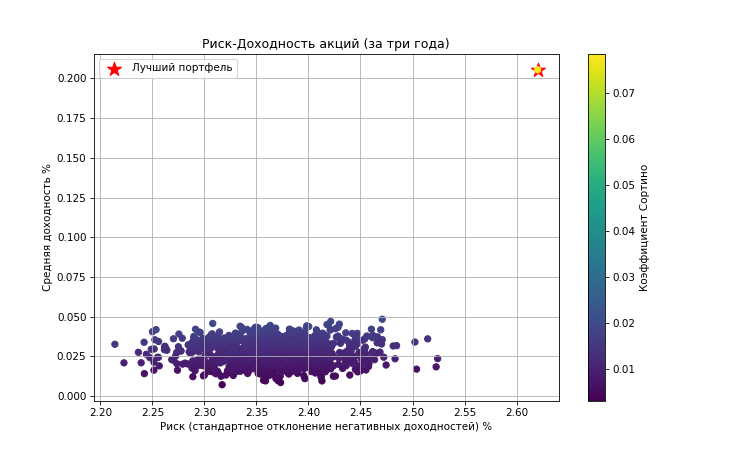 Риск-Доходность акций (за три года)
Лучший портфель
Средняя доходность %
0.200
0.175
0.150
0.125
0.100
0.075
0.050
0.025
0.000
2.20 2.25 2.30 2.35 2.40 2.45 2.50 2.55 2.60
Риск (стандартное отклонение негативных доходностей) %
0.07
0.06
0.05
0.04
0.03
0.02
0.01
Коэффициент Сортино